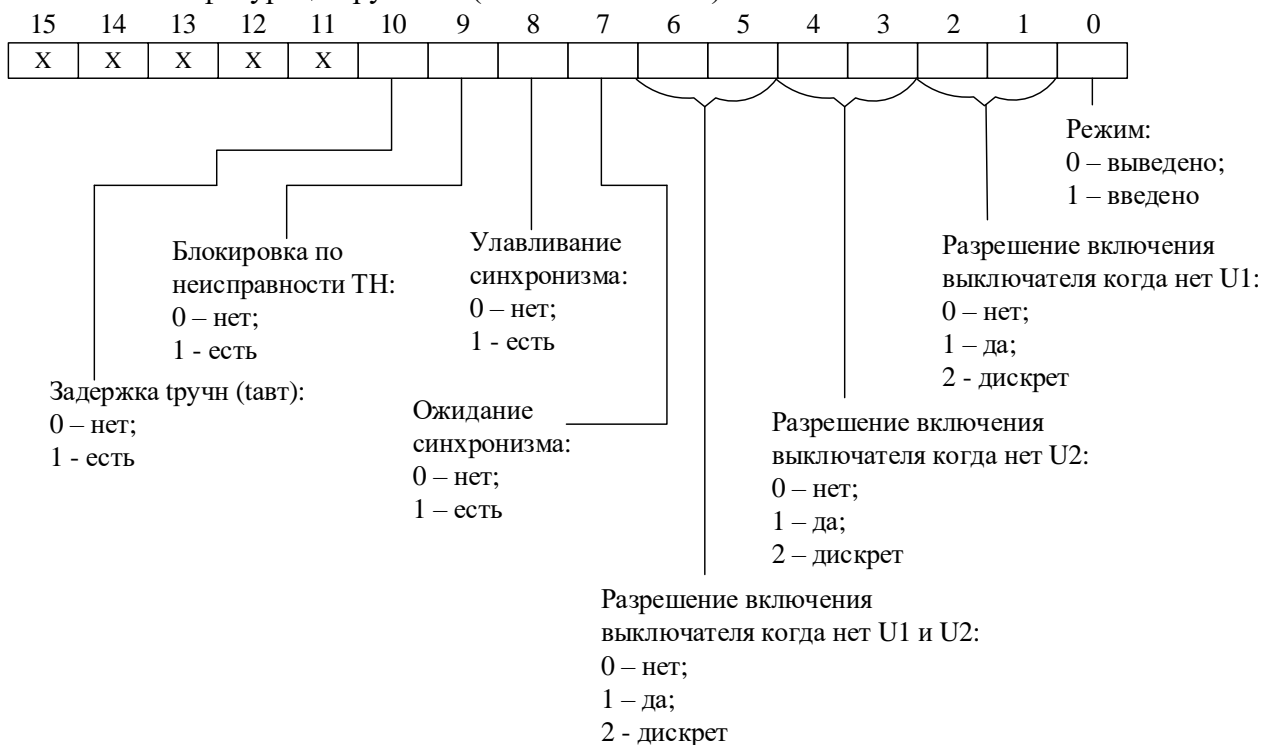 15 14 13 12 11 10 9 8 7 6 5 4 3 2 1 0
X X X X X
Режим:
0 – выведено;
1 – введено
Разрешение включения
выключателя когда нет U1:
0 – нет;
1 – да;
2 - дискрет
Улавливание
синхронизма:
0 – нет;
1 - есть
Блокировка по
неисправности ТН:
0 – нет;
1 - есть
Задержка tручн (tавт):
0 – нет;
1 - есть
Ожидание
синхронизма:
0 – нет;
1 – есть
Разрешение включения
выключателя когда нет U2:
0 – нет;
1 – да;
2 – дискрет
Разрешение включения
выключателя когда нет U1 и U2:
0 – нет;
1 – да;
2 - дискрет